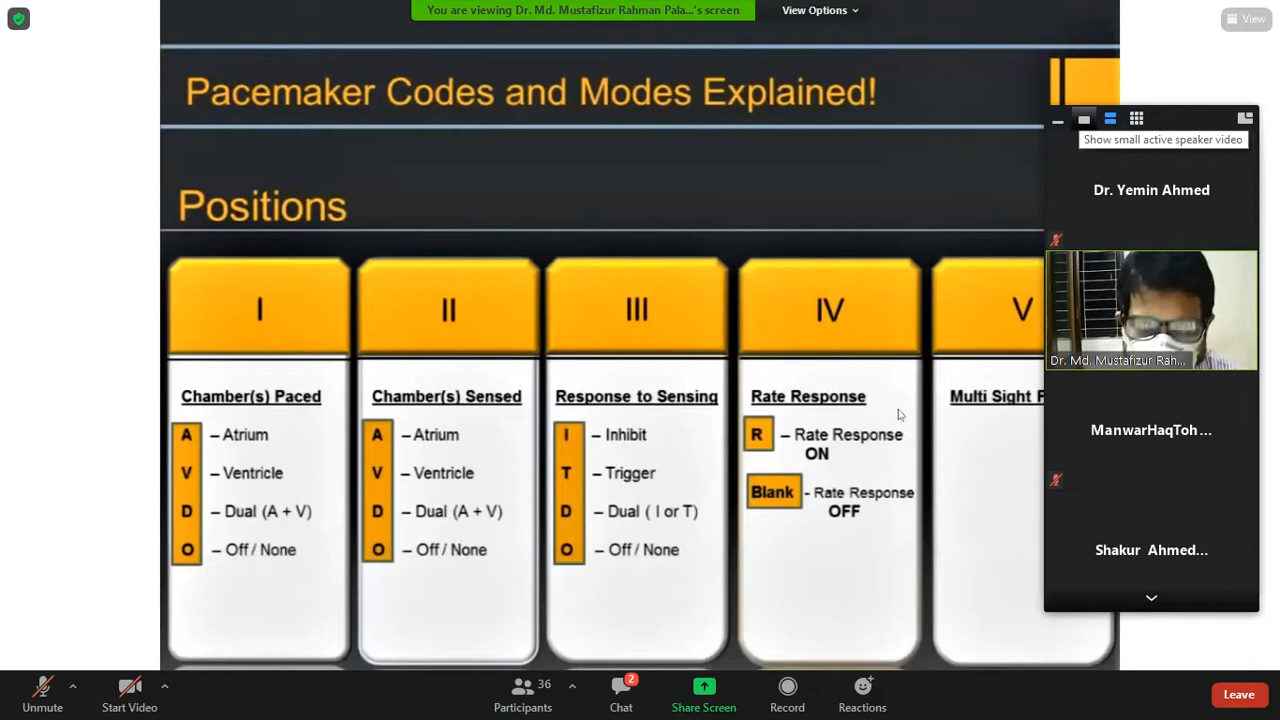 You are viewing Dr. Md. Mustafizur Rahman Pala...'s screen
View Options
View
Pacemaker Codes and Modes Explained!
Show small active speaker video
Dr. Yemin Ahmed
Positions
I
II
III
IV
V
Dr. Md. Mustafizur Rah...
Chamber(s) Paced
A – Atrium
V – Ventricle
D – Dual (A + V)
O – Off / None
Chamber(s) Sensed
A – Atrium
V – Ventricle
D – Dual (A + V)
O – Off / None
Response to Sensing
I – Inhibit
T – Trigger
D – Dual ( I or T)
O – Off / None
Rate Response
R – Rate Response
ON
Blank - Rate Response
OFF
Multi Sight
ManwarHaqToh...
Shakur Ahmed...
Unmute
Start Video
36
Participants
2
Chat
Share Screen
Record
Reactions
Leave